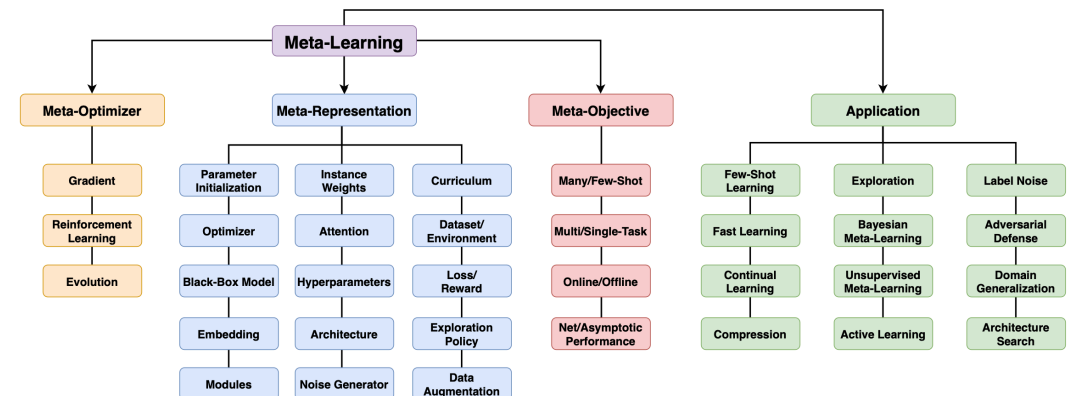 Meta-Learning
Meta-Optimizer
Meta-Representation
Meta-Objective
Application
Gradient
Reinforcement
Learning
Evolution
Parameter
Initialization
Optimizer
Black-Box Model
Embedding
Modules
Instance
Weights
Attention
Hyperparameters
Architecture
Noise Generator
Curriculum
Dataset/
Environment
Loss/
Reward
Exploration
Policy
Data
Augmentation
Many/Few-Shot
Multi/Single-Task
Online/Offline
Net/Asymptotic
Performance
Few-Shot
Learning
Fast Learning
Continual
Learning
Compression
Exploration
Bayesian
Meta-Learning
Unsupervised
Meta-Learning
Active Learning
Label Noise
Adversarial
Defense
Domain
Generalization
Architecture
Search